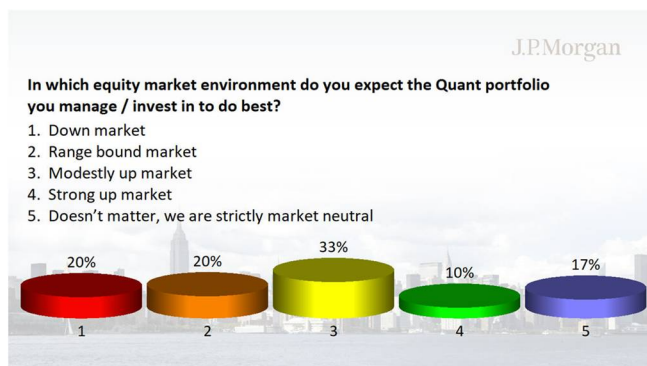 J.P.Morgan
In which equity market environment do you expect the Quant portfolio
you manage / invest in to do best?
1. Down market
2. Range bound market
3. Modestly up market
4. Strong up market
5. Doesn't matter, we are strictly market neutral
20%
20%
33%
10%
17%
1
2
3
4
5